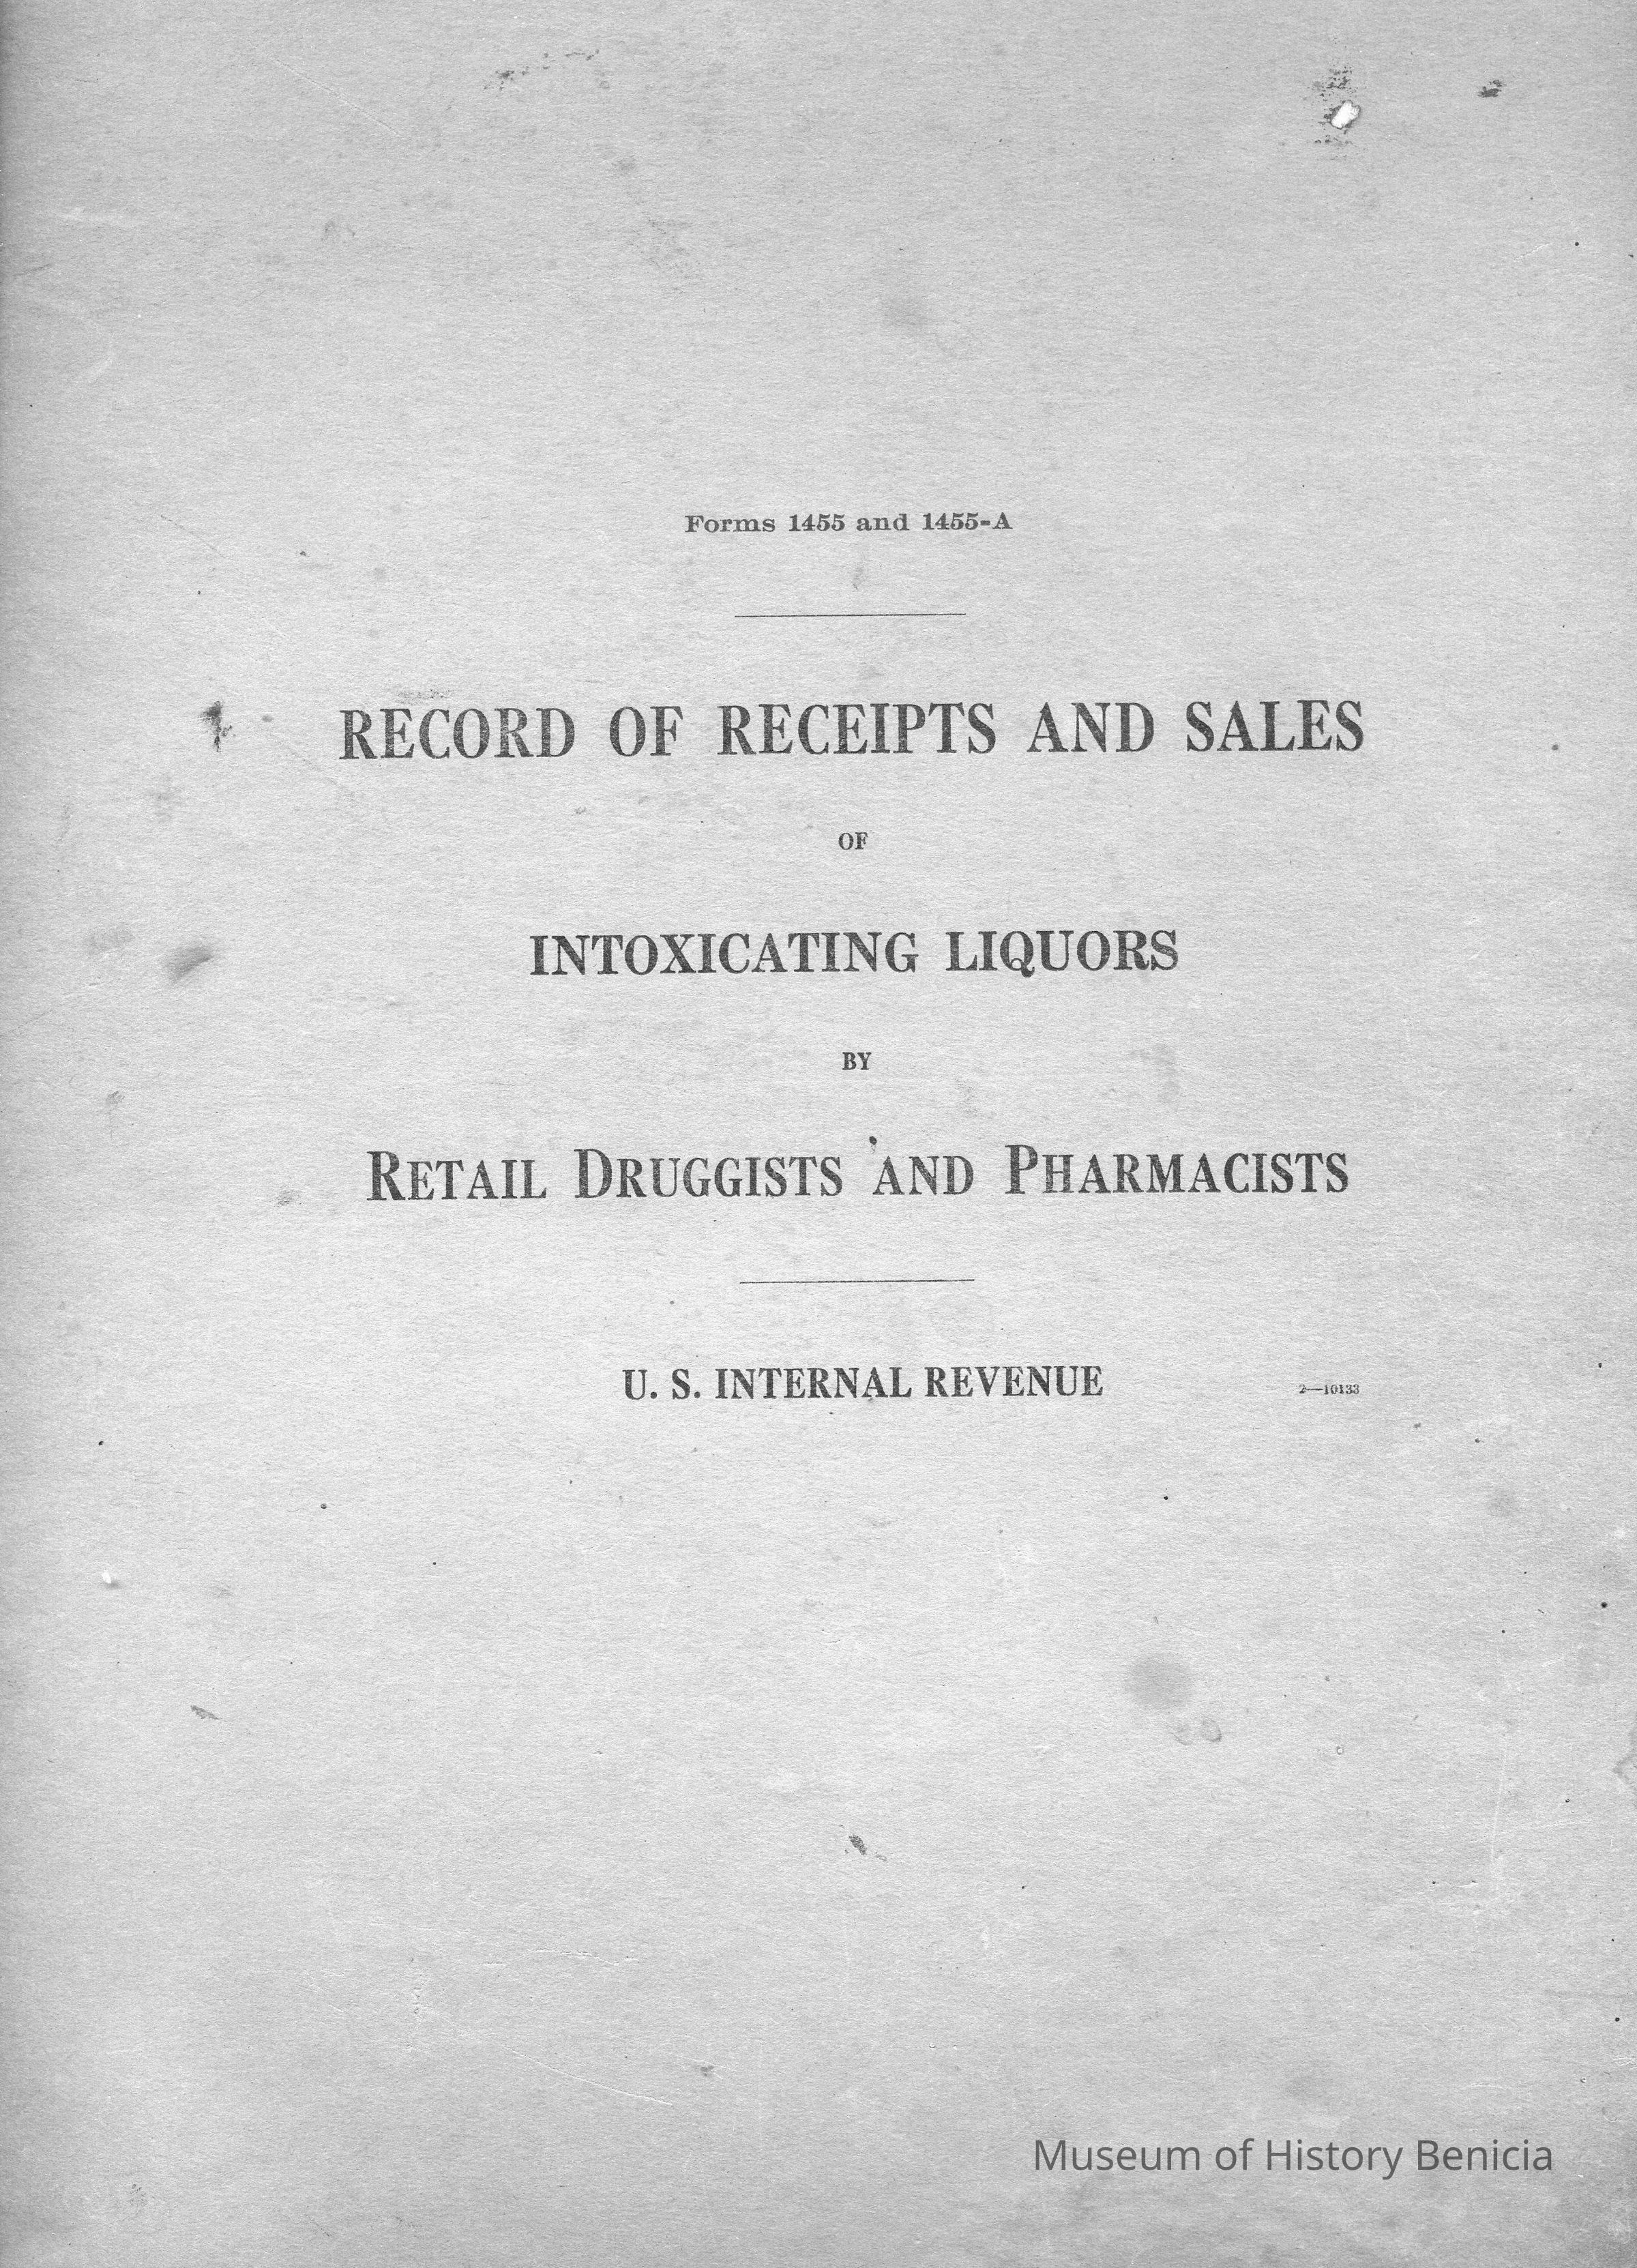 Forms 1455 and 1455-A
RECORD OF RECEIPTS AND SALES
OF
INTOXICATING LIQUORS
BY
RETAIL DRUGGISTS AND PHARMACISTS
U. S. INTERNAL REVENUE 2—10133
Museum of History Benicia